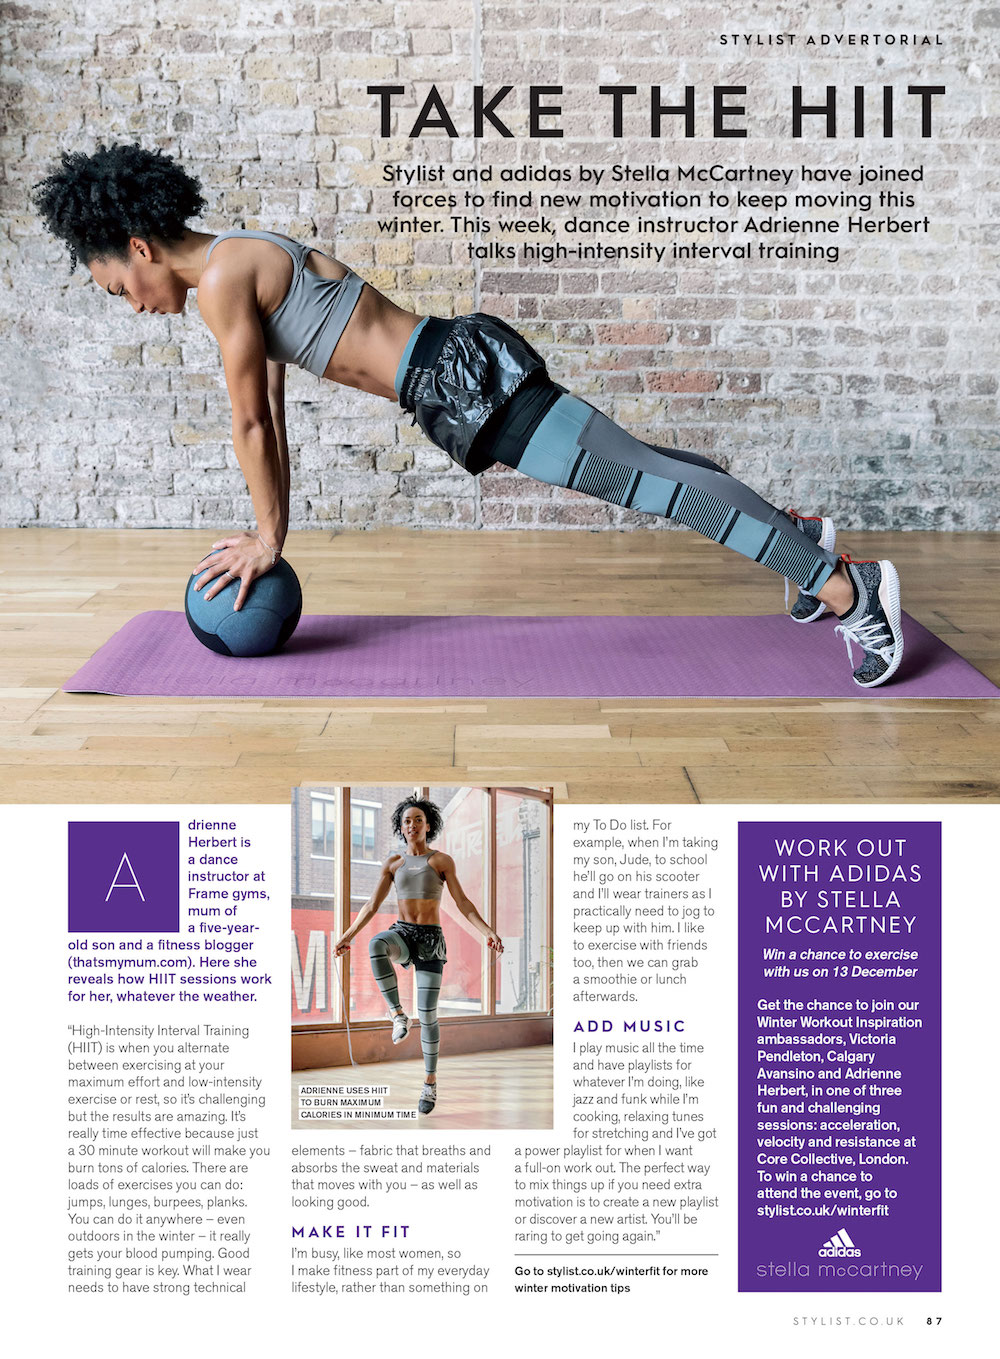 STYLIST ADVERTORIAL
TAKE THE HIIT
Stylist and adidas by Stella McCartney have joined
forces to find new motivation to keep moving this
winter. This week, dance instructor Adrienne Herbert
talks high-intensity interval training
A
drienne
Herbert is
a dance
instructor at
Frame gyms,
mum of
a five-year-
old son and a fitness blogger
(thatsmymum.com). Here she
reveals how HIIT sessions work
for her, whatever the weather.
“High-Intensity Interval Training
(HIIT) is when you alternate
between exercising at your
maximum effort and low-intensity
exercise or rest, so it’s challenging
but the results are amazing. It’s
really time effective because just
a 30 minute workout will make you
burn tons of calories. There are
loads of exercises you can do:
jumps, lunges, burpees, planks.
You can do it anywhere – even
outdoors in the winter – it really
gets your blood pumping. Good
training gear is key. What I wear
needs to have strong technical
ADRIENNE USES HIIT
TO BURN MAXIMUM
CALORIES IN MINIMUM TIME
elements – fabric that breathes and
absorbs the sweat and materials
that moves with you – as well as
looking good.
MAKE IT FIT
I’m busy, like most women, so
I make fitness part of my everyday
lifestyle, rather than something on
my To Do list. For
example, when I’m taking
my son, Jude, to school
he’ll go on his scooter
and I’ll wear trainers as I
practically need to jog to
keep up with him. I like
to exercise with friends
too, then we can grab
a smoothie or lunch
afterwards.
ADD MUSIC
I play music all the time
and have playlists for
whatever I’m doing, like
jazz and funk while I’m
cooking, relaxing tunes
for stretching and I’ve got
a power playlist for when I want
a full-on work out. The perfect way
to mix things up if you need extra
motivation is to create a new playlist
or discover a new artist. You’ll be
raring to get going again.”
Go to stylist.co.uk/winterfit for more
winter motivation tips
WORK OUT
WITH ADIDAS
BY STELLA
MCCARTNEY
Win a chance to exercise
with us on 13 December
Get the chance to join our
Winter Workout Inspiration
ambassadors, Victoria
Pendleton, Calgary
Avansino and Adrienne
Herbert, in one of three
fun and challenging
sessions: acceleration,
velocity and resistance at
Core Collective, London.
To win a chance to
attend the event, go to
stylist.co.uk/winterfit
adidas
stella mccartney
STYLIST.CO.UK 87